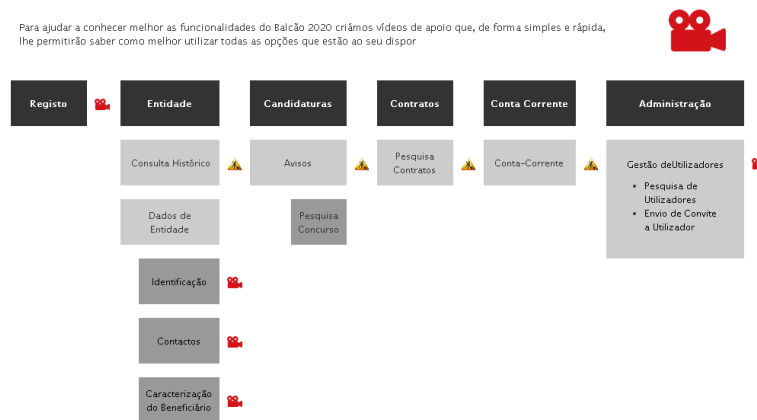 Para ajudar a conhecer melhor as funcionalidades do Balcão 2020 criámos vídeos de apoio que, de forma simples e rápida,
lhe permitirão saber como melhor utilizar todas as opções que estão ao seu dispor
Registo
Entidade
Candidaturas
Contratos
Conta Corrente
Administração
Consulta Histórico
Avisos
Pesquisa
Contratos
Conta-Corrente
Gestão deUtilizadores
Pesquisa de
Utilizadores
Envio de Convite
a Utilizador
Dados de
Entidade
Pesquisa
Concurso
Identificação
Contactos
Caracterização
do Beneficiário